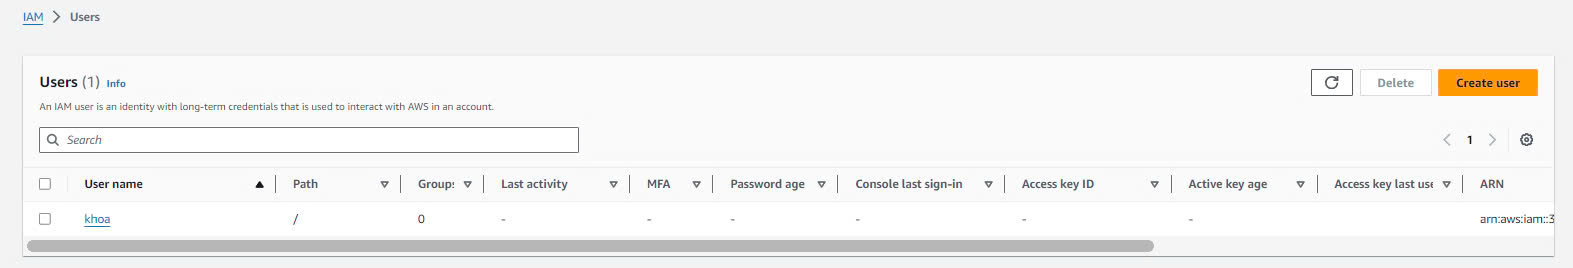 IAM > Users
Users (1) Info
Delete
Create user
An IAM user is an identity with long-term credentials that is used to interact with AWS in an account.
Search
1
User name Path Groups Last activity MFA Password age Console last sign-in Access key ID Active key age Access key last use ARN
khoa / 0 - - - - - - arn:aws:iam::3